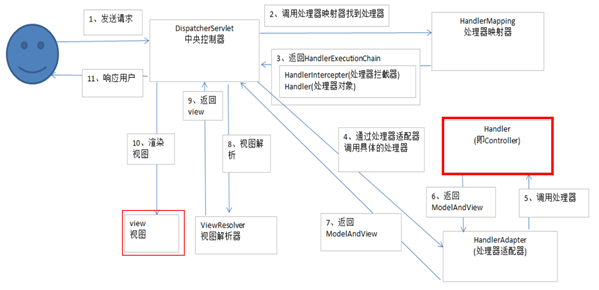 1、发送请求
DispatcherServlet
中央控制器
2、调用处理器映射找到处理器
HandlerMapping
处理器映射器
3、返回HandlerExecutionChain
HandlerIntercepter(处理器拦截器)
Handler(处理器对象)
11、响应用户
9、返回
view
10、渲染
视图
8、视图解
析
4、通过处理器适配器
调用具体的处理器
Handler
(即Controller)
6、返回
ModelAndView
5、调用处理器
7、返回
ModelAndView
view
视图
ViewResolver
视图解析器
HandlerAdapter
(处理器适配器)